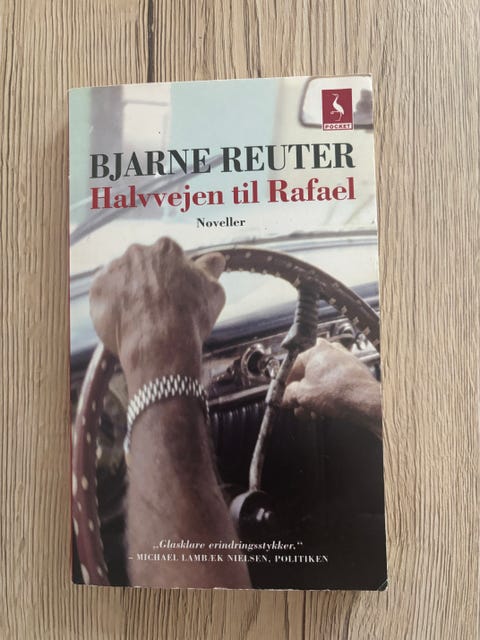 POCKET
BJARNE REUTER
Halvvejen til Rafael
Noveller
„Glasklare erindringsstykker.“
– MICHAEL LAMBÆK NIELSEN, POLITIKEN